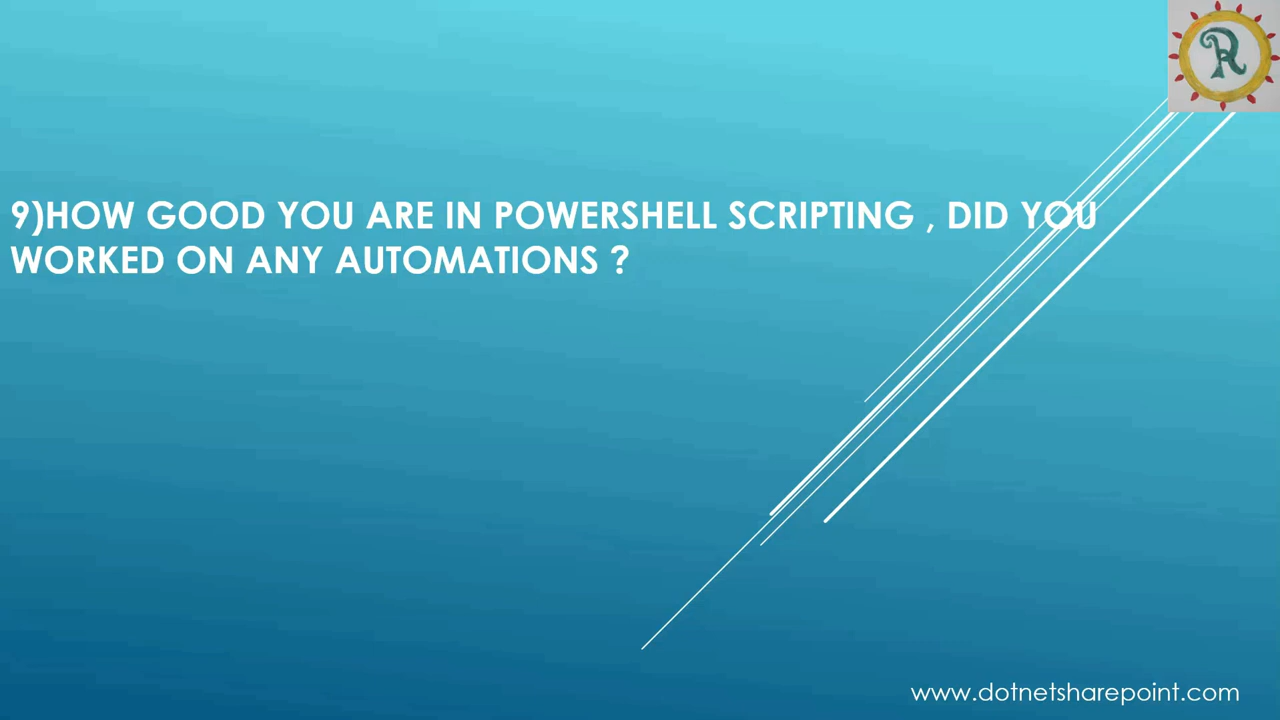 R
9)HOW GOOD YOU ARE IN POWERSHELL SCRIPTING , DID YOU
WORKED ON ANY AUTOMATIONS ?
www.dotnetsharepoint.com